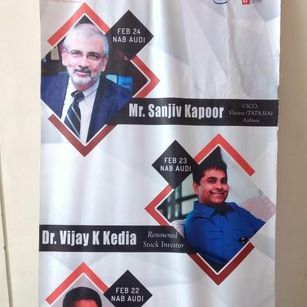 FEB 24
NAB AUDI
Mr. Sanjiv Kapoor
CSCO,
Vistara (TATA SIA)
Airlines
FEB 23
NAB AUDI
Dr. Vijay K Kedia
Renowned
Stock Investor
FEB 22
NAB AUDI